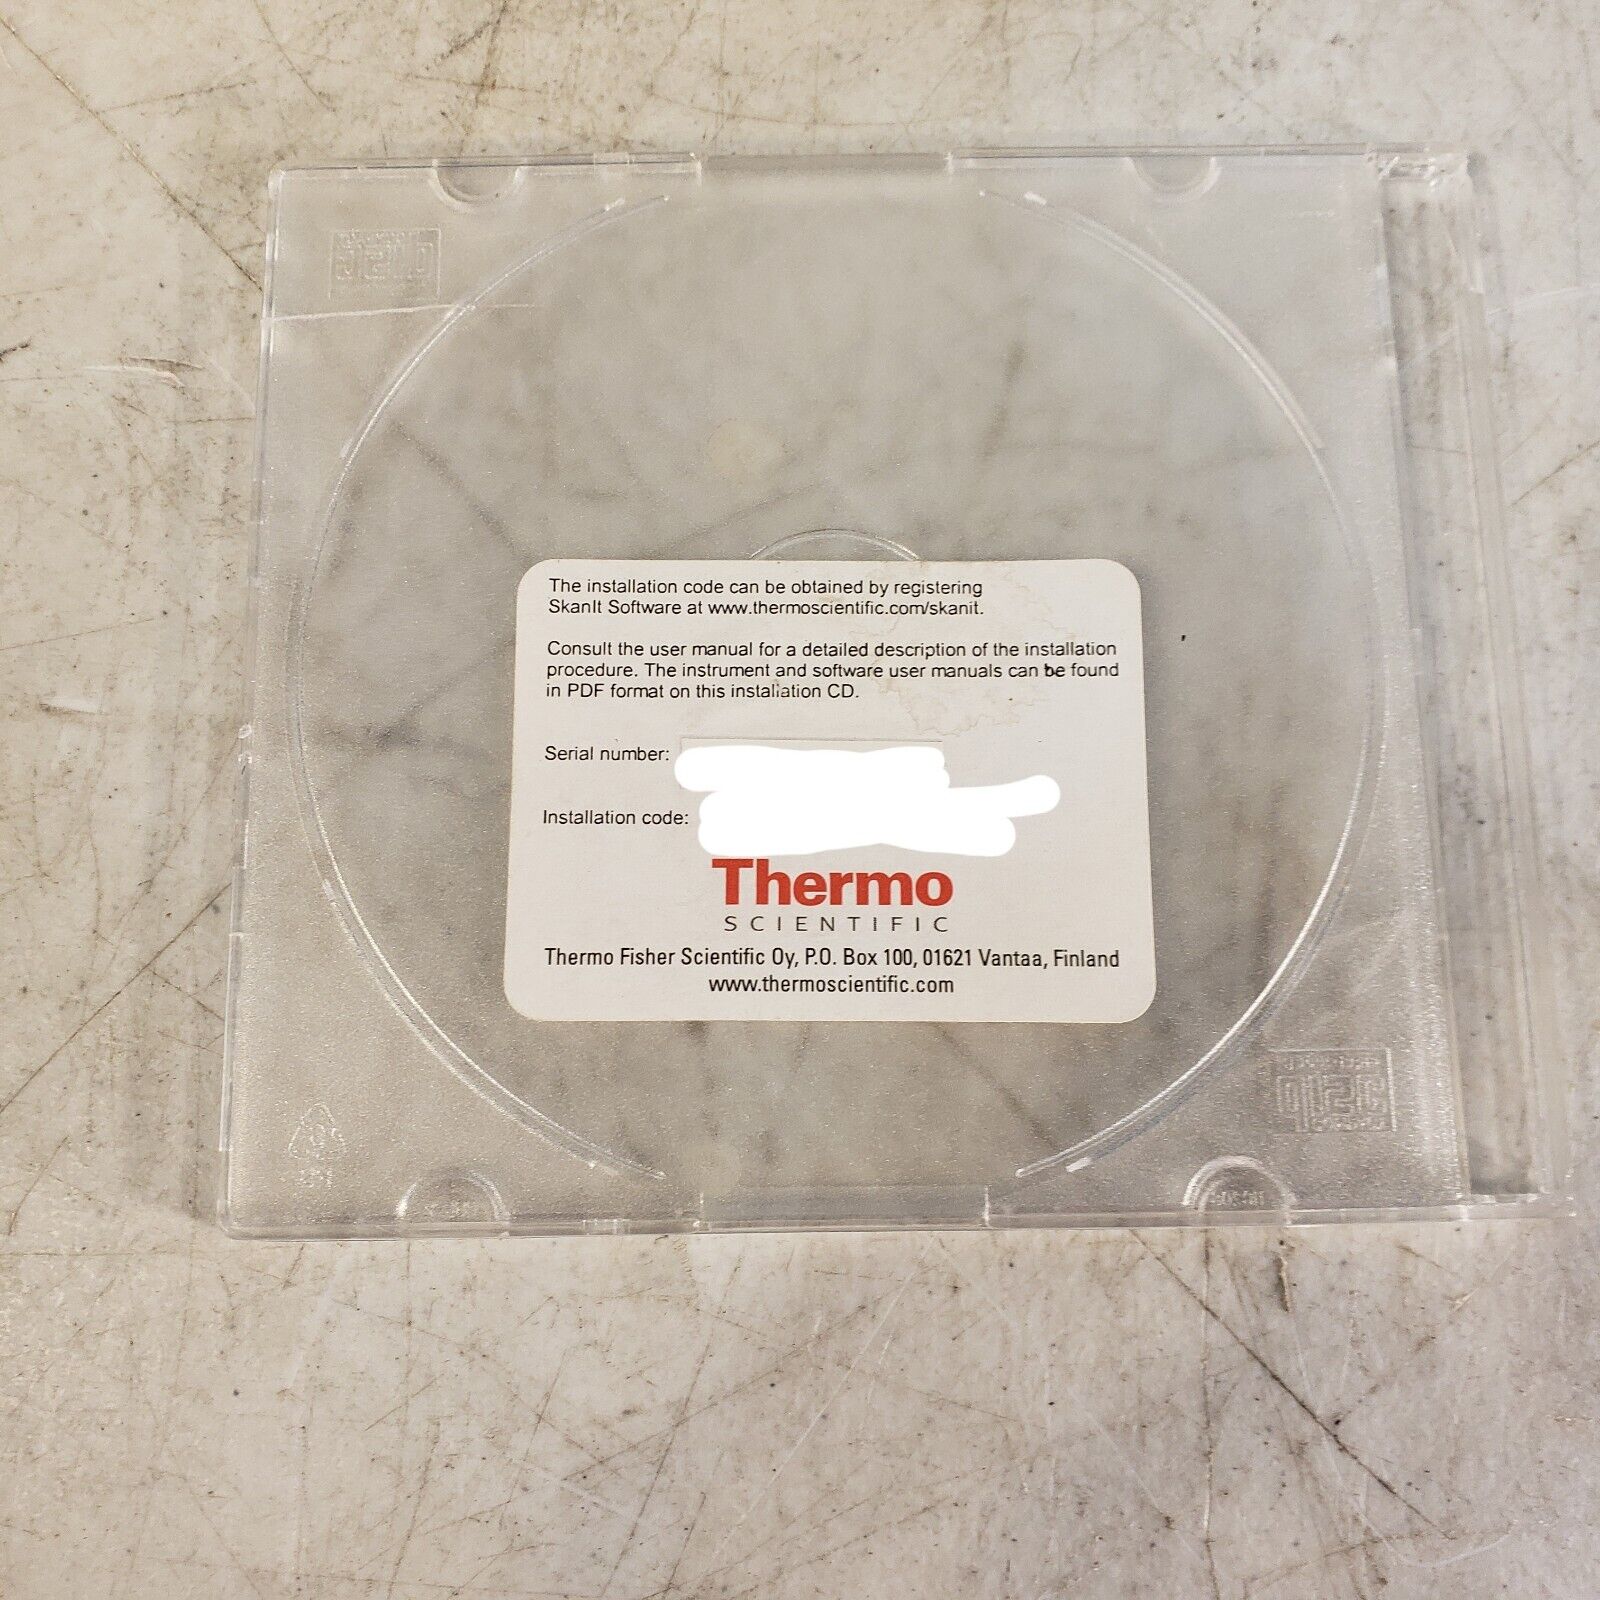 The installation code can be obtained by registering
SkanIt Software at www.thermoscientific.com/skanit.
Consult the user manual for a detailed description of the installation
procedure. The instrument and software user manuals can be found
in PDF format on this installation CD.
Serial number:
Installation code:
Thermo
SCIENTIFIC
Thermo Fisher Scientific Oy, P.O. Box 100, 01621 Vantaa, Finland
www.thermoscientific.com